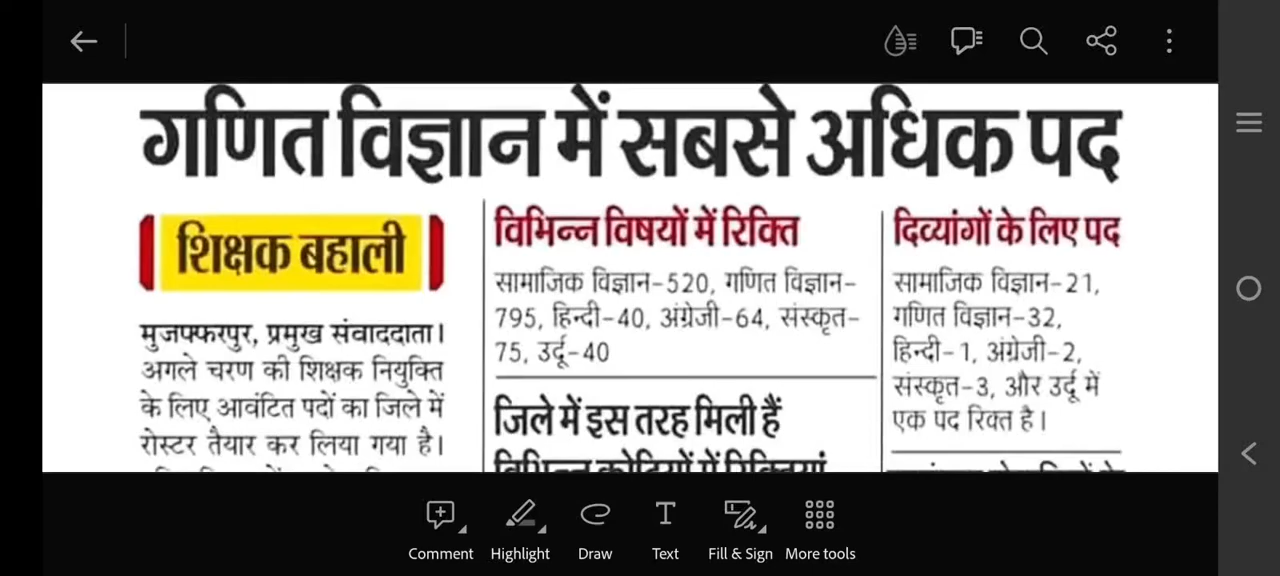 गणित विज्ञान में सबसे अधिक पद
शिक्षक बहाली
मुजफ्फरपुर, प्रमुख संवाददाता।
अगले चरण की शिक्षक नियुक्ति
के लिए आवंटित पदों का जिले में
रोस्टर तैयार कर लिया गया है।
विभिन्न विषयों में रिक्ति
सामाजिक विज्ञान-520, गणित विज्ञान-
795, हिन्दी-40, अंग्रेजी-64, संस्कृत-
75, उर्दू-40
जिले में इस तरह मिली हैं
विभिन्न कोटियों में रिक्तियां
दिव्यांगों के लिए पद
सामाजिक विज्ञान-21,
गणित विज्ञान-32,
हिन्दी-1, अंग्रेजी-2,
संस्कृत-3, और उर्दू में
एक पद रिक्त है।
Comment
Highlight
Draw
Text
Fill & Sign
More tools